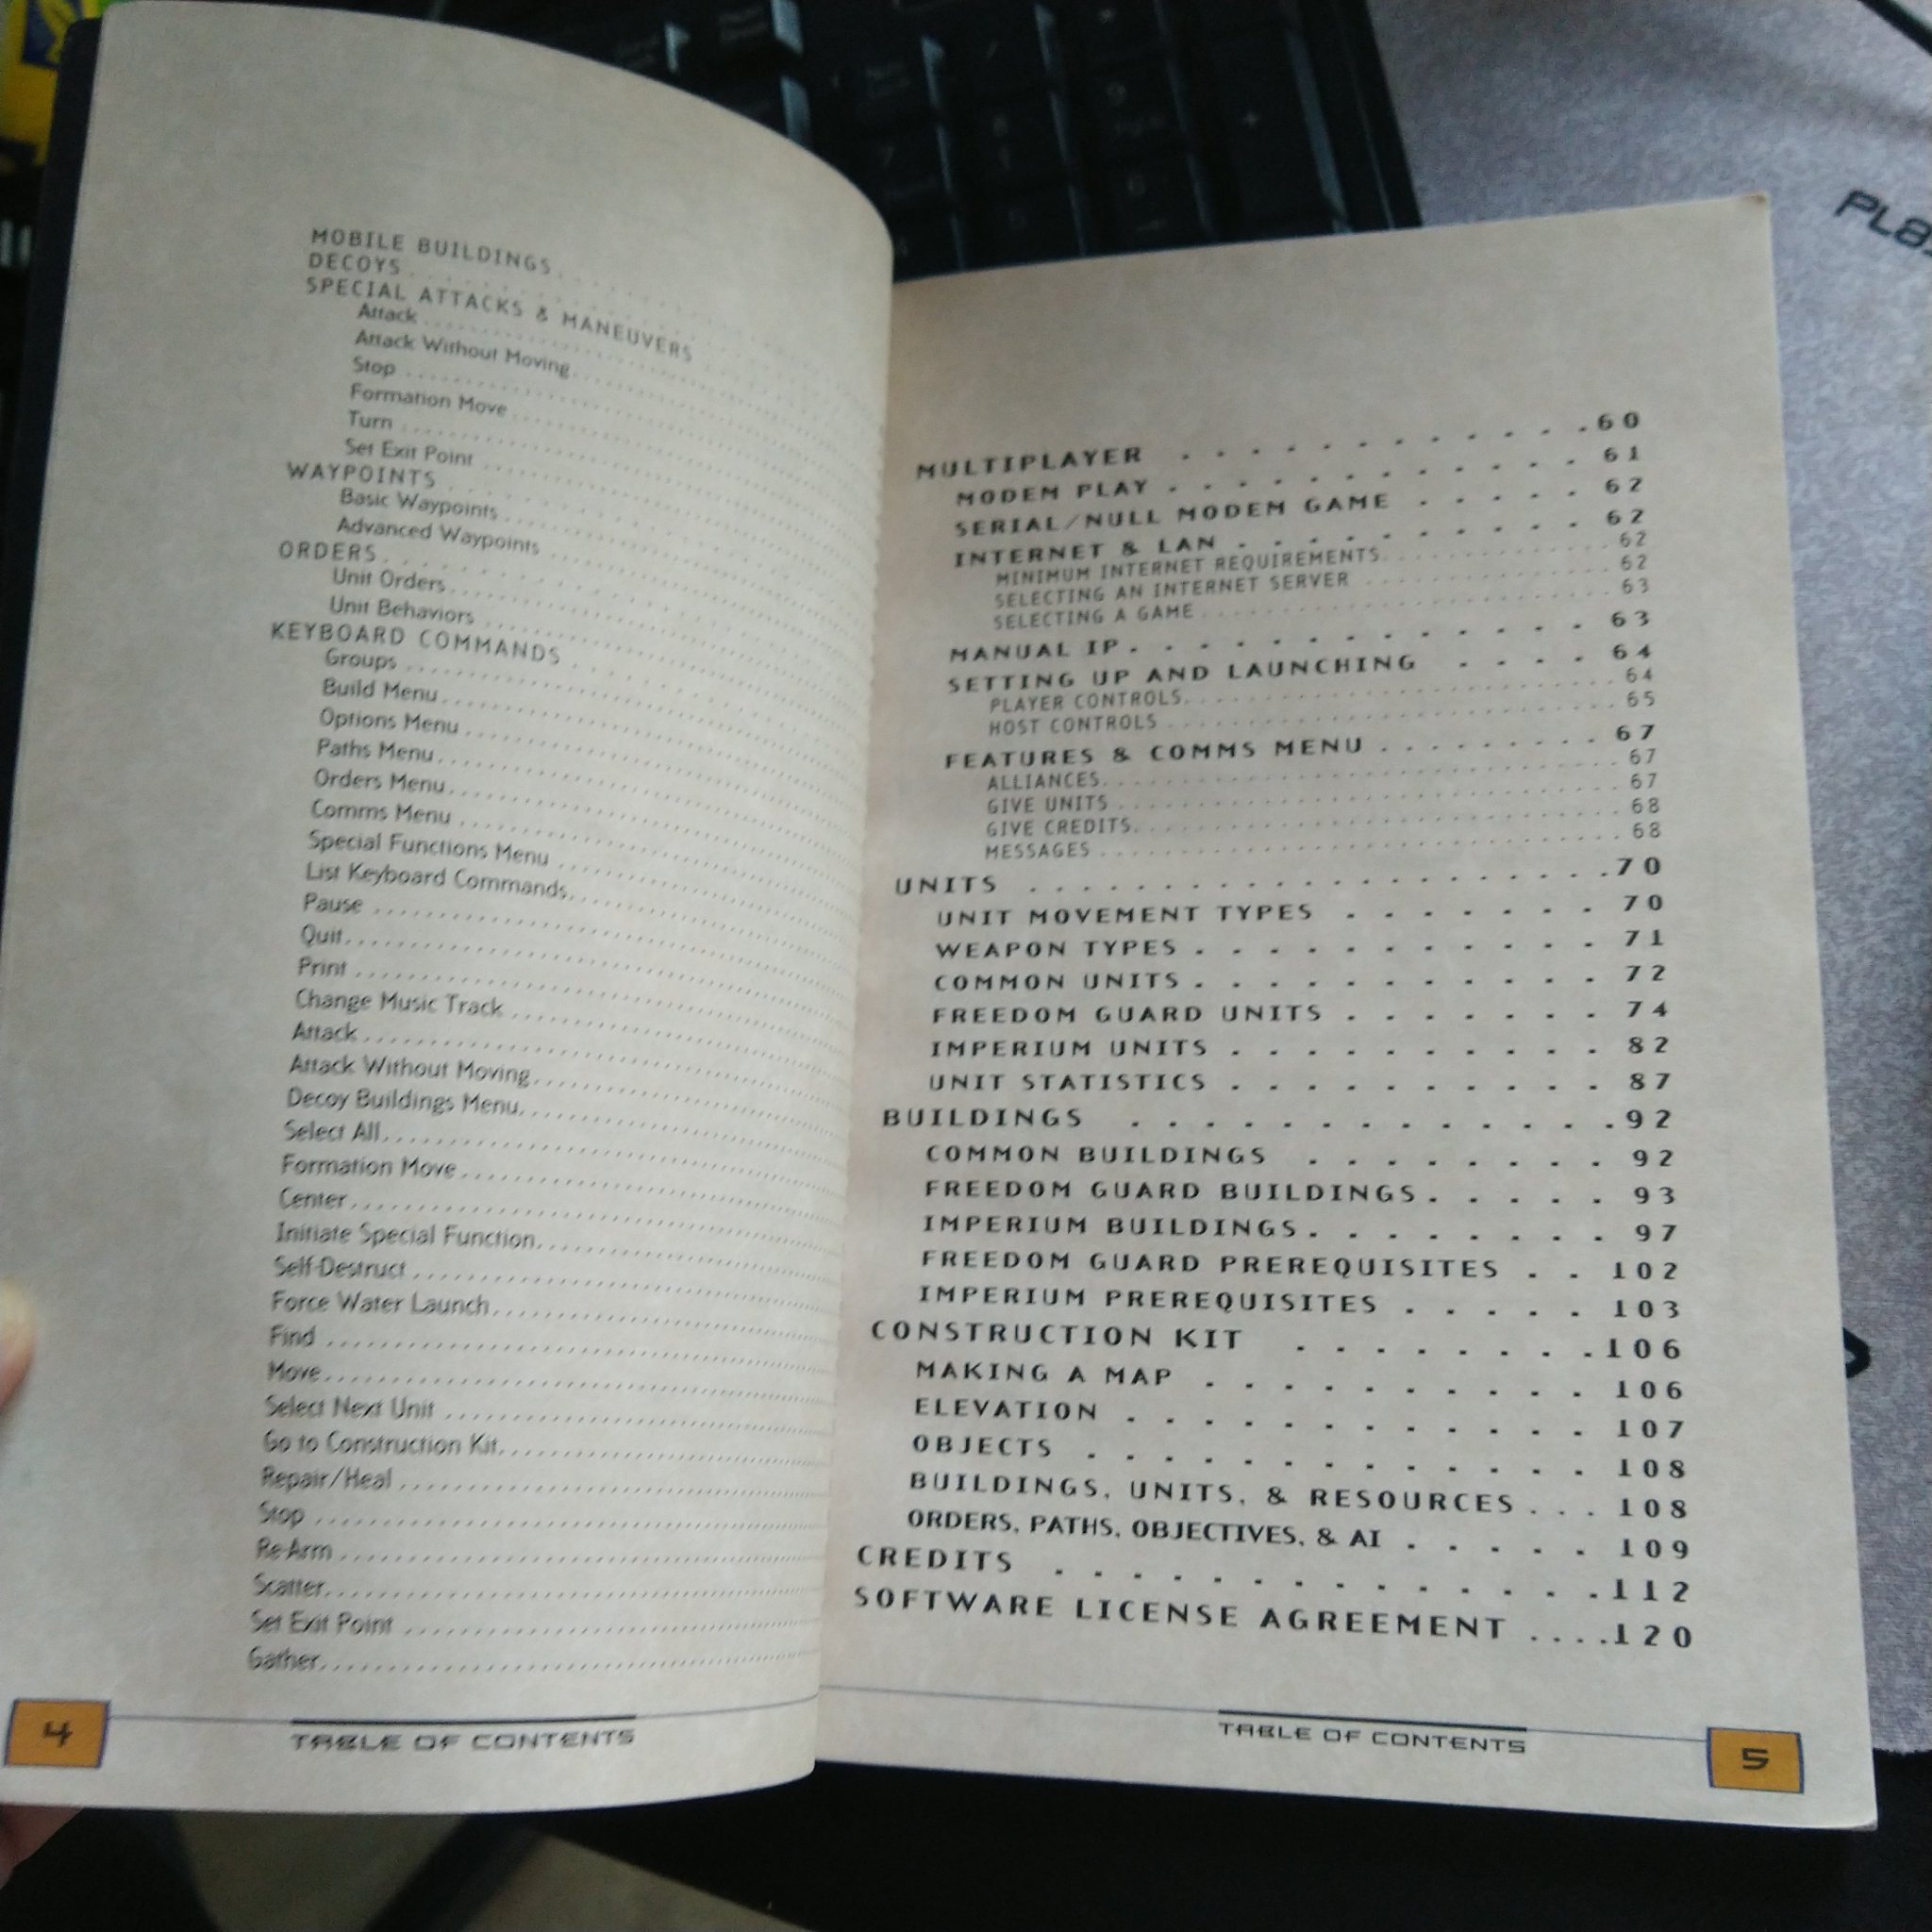 MOBILE BUILDINGS
DECOYS
SPECIAL ATTACKS & MANEUVERS
Attack
Attack Without Moving
Stop
Formation Move
Turn
Set Exit Point
WAYPOINTS
Basic Waypoints
Advanced Waypoints
ORDERS
Unit Orders
Unit Behaviors
KEYBOARD COMMANDS
Groups
Build Menu
Options Menu
Paths Menu
Orders Menu
Comms Menu
Special Functions Menu
List Keyboard Commands
Pause
Quit
Print
Change Music Track
Attack
Attack Without Moving
Decoy Buildings Menu
Select All
Formation Move
Center
Initiate Special Function
Self-Destruct
Force Water Launch
Find
Move
Select Next Unit
Go to Construction Kit
Repair/Heal
Stop
Re-Arm
Scatter
Set Exit Point
Gather
4 TABLE OF CONTENTS
MULTIPLAYER 60
MODEM PLAY 61
SERIAL/NULL MODEM GAME 62
INTERNET & LAN 62
MINIMUM INTERNET REQUIREMENTS 62
SELECTING AN INTERNET SERVER 62
SELECTING A GAME 63
MANUAL IP 63
SETTING UP AND LAUNCHING 64
PLAYER CONTROLS 64
HOST CONTROLS 65
FEATURES & COMMS MENU 67
ALLIANCES 67
GIVE UNITS 67
GIVE CREDITS 68
MESSAGES 68
UNITS 70
UNIT MOVEMENT TYPES 70
WEAPON TYPES 71
COMMON UNITS 72
FREEDOM GUARD UNITS 74
IMPERIUM UNITS 82
UNIT STATISTICS 87
BUILDINGS 92
COMMON BUILDINGS 92
FREEDOM GUARD BUILDINGS 93
IMPERIUM BUILDINGS 97
FREEDOM GUARD PREREQUISITES 102
IMPERIUM PREREQUISITES 103
CONSTRUCTION KIT 106
MAKING A MAP 106
ELEVATION 107
OBJECTS 108
BUILDINGS, UNITS, & RESOURCES 108
ORDERS, PATHS, OBJECTIVES, & AI 109
CREDITS 112
SOFTWARE LICENSE AGREEMENT 120
TABLE OF CONTENTS 5